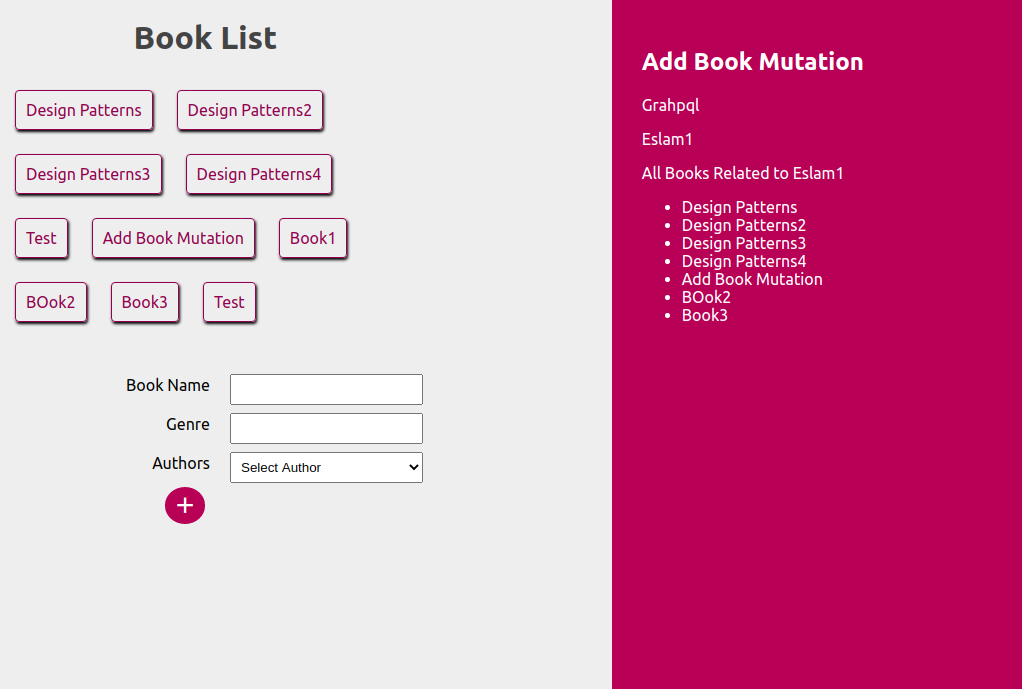 Book List
Design Patterns Design Patterns2
Design Patterns3 Design Patterns4
Test Add Book Mutation Book1
BOok2 Book3 Test
Book Name
Genre
Authors Select Author
+
Add Book Mutation
Grahpql
Eslam1
All Books Related to Eslam1
• Design Patterns
• Design Patterns2
• Design Patterns3
• Design Patterns4
• Add Book Mutation
• BOok2
• Book3